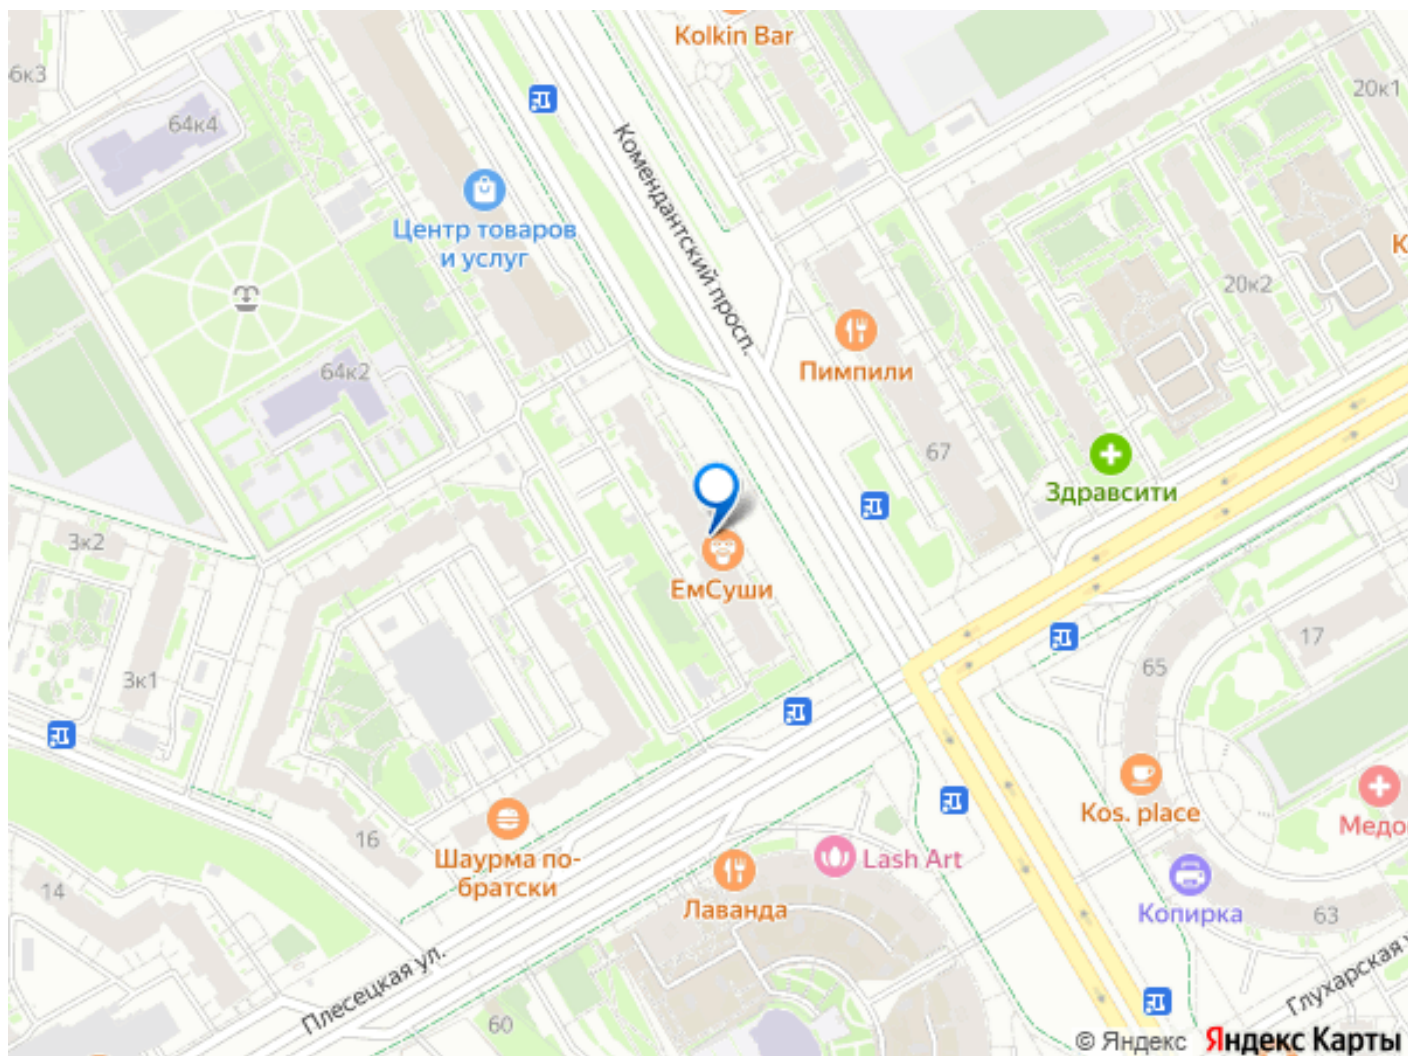 Kolkin Bar
6к3
20к1
64к4
Комендантский просп.
Центр товаров
и услуг
К
20к2
Пимпили
64к2
67
Здравсити
3к2
ЕмСуши
17
65
3к1
Kos. place
Медо
16
Шаурма по-
братски
Lash Art
14
Лаванда
Копирка
63
Плесецкая ул.
Глухарская у
60
© Яндекс Яндекс Карты